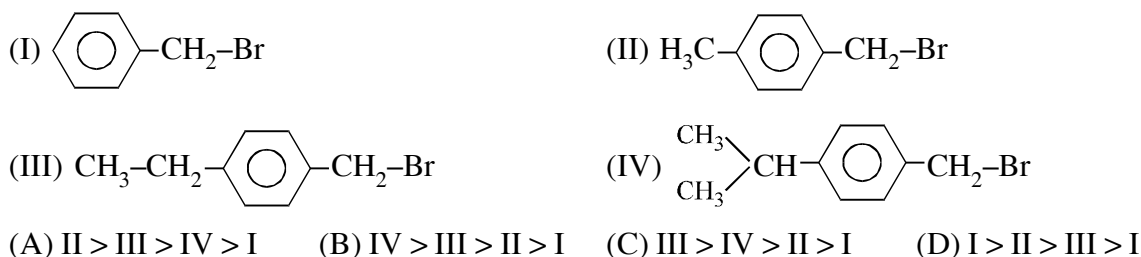 (I) CH₂–Br (II) H₃C CH₂–Br
(III) CH₃–CH₂ CH₂–Br (IV) CH₃ CH₃ CH CH₂–Br
(A) II > III > IV > I (B) IV > III > II > I (C) III > IV > II > I (D) I > II > III > I